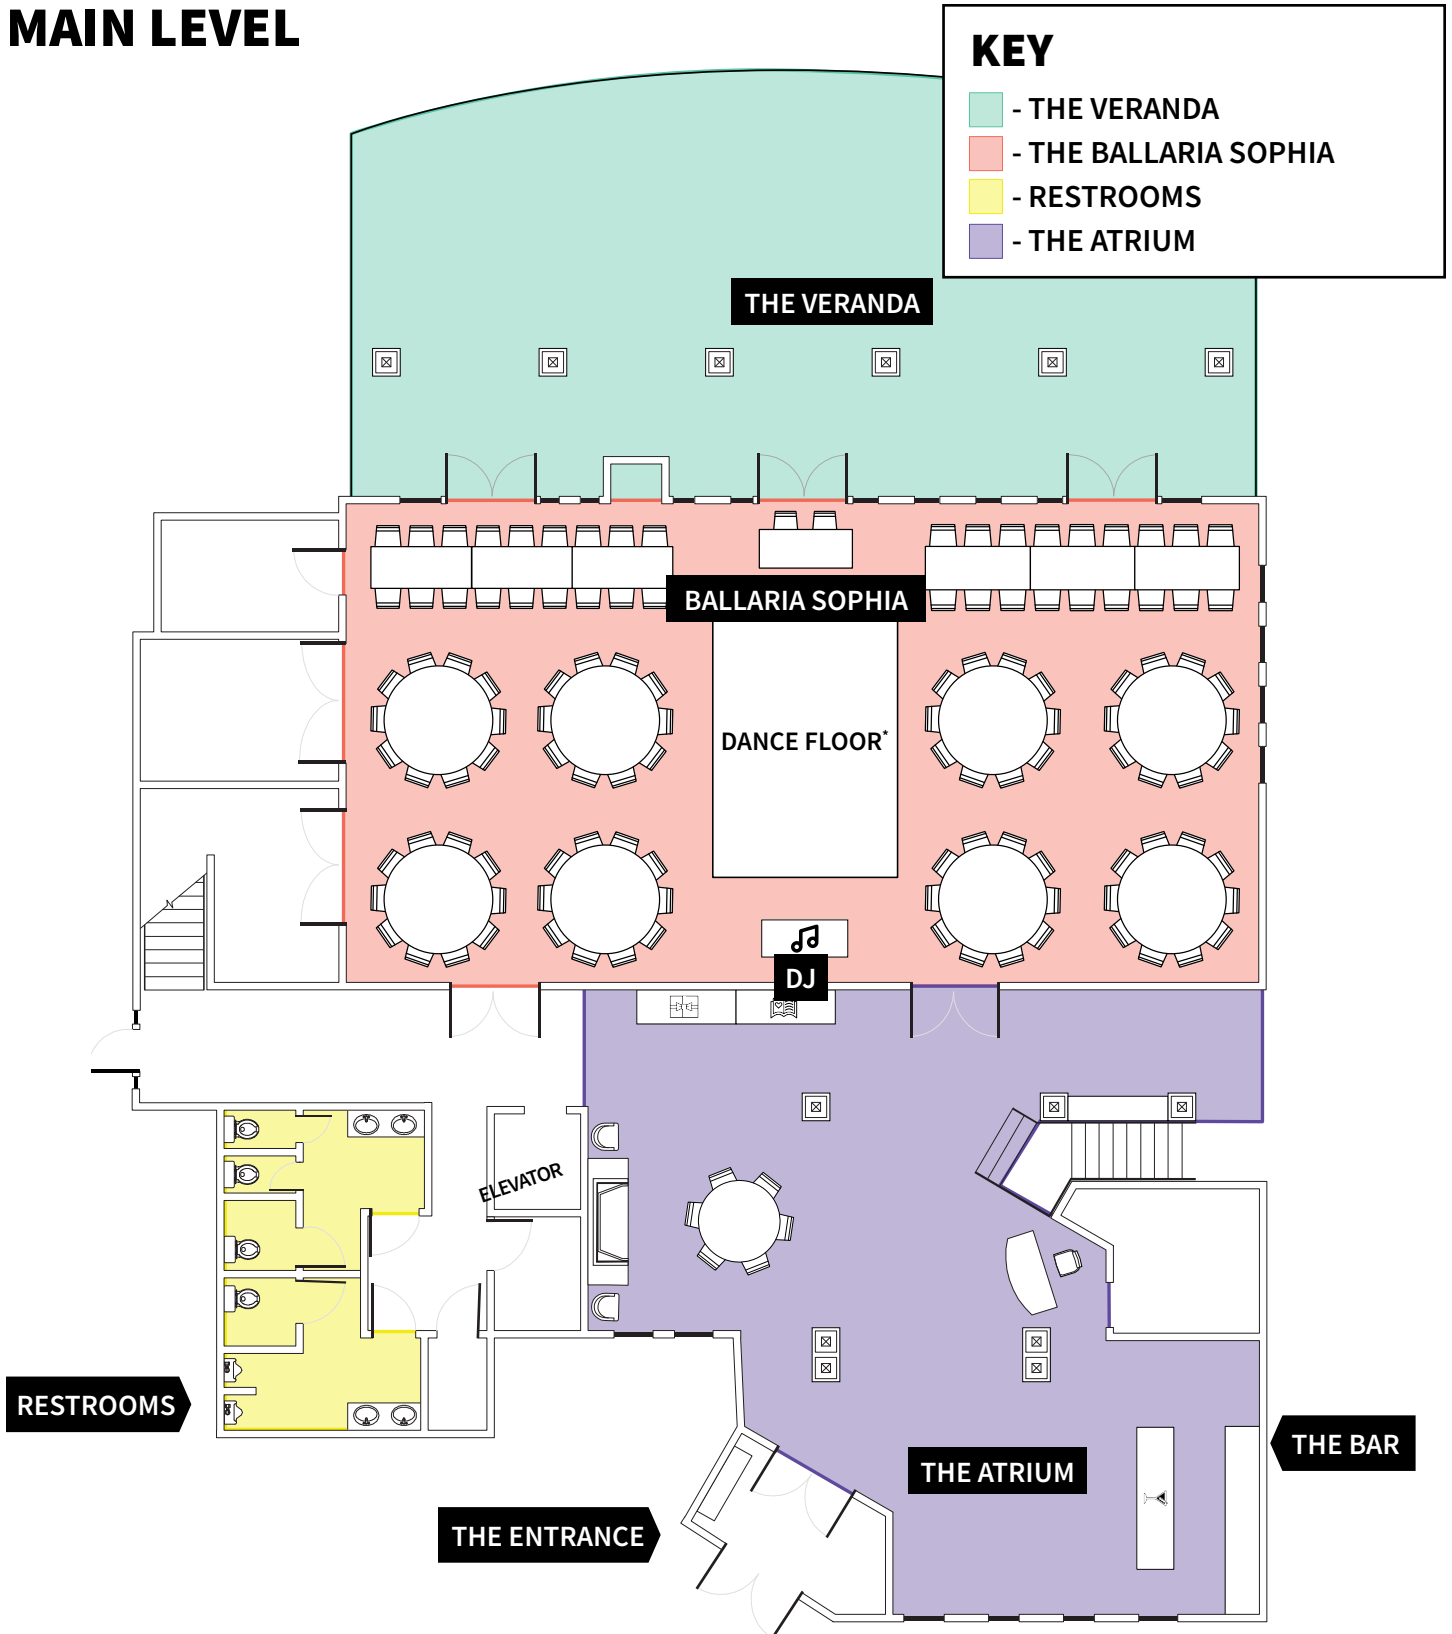 MAIN LEVEL
KEY
- THE VERANDA
- THE BALLARIA SOPHIA
- RESTROOMS
- THE ATRIUM
THE VERANDA
BALLARIA SOPHIA
DANCE FLOOR*
DJ
ELEVATOR
RESTROOMS
THE BAR
THE ATRIUM
THE ENTRANCE